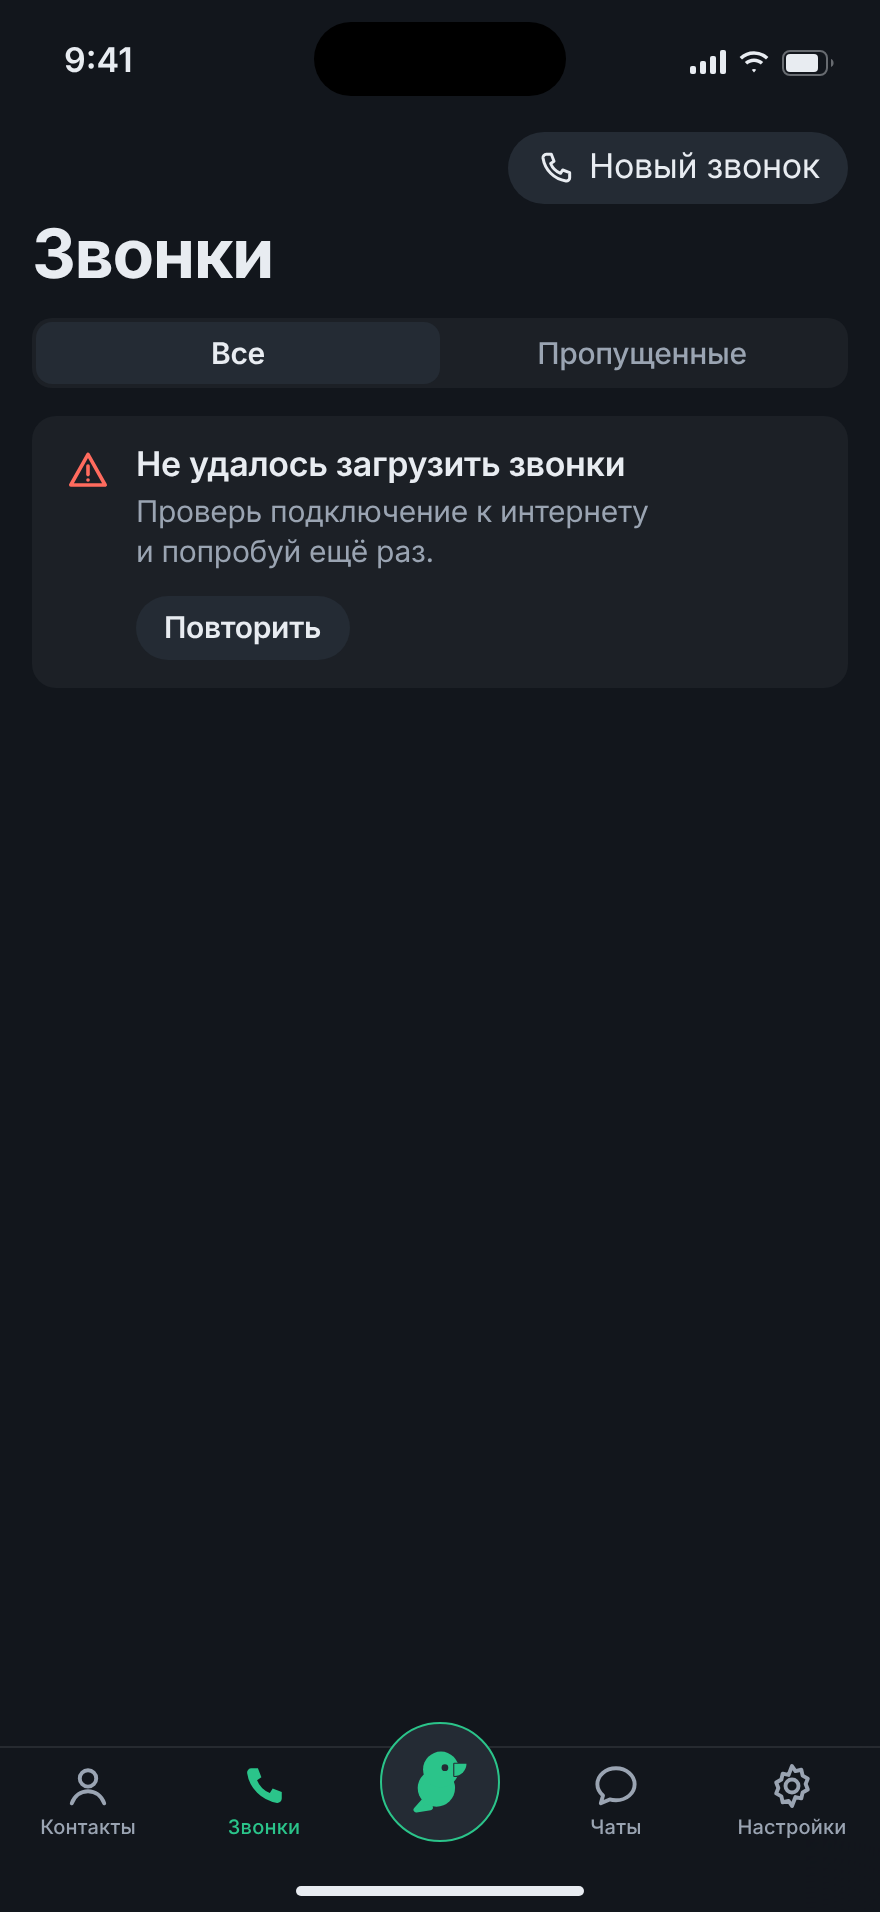 9:41
Новый звонок
Звонки
Все
Пропущенные
Не удалось загрузить звонки
Проверь подключение к интернету
и попробуй ещё раз.
Повторить
Контакты
Звонки
Чаты
Настройки